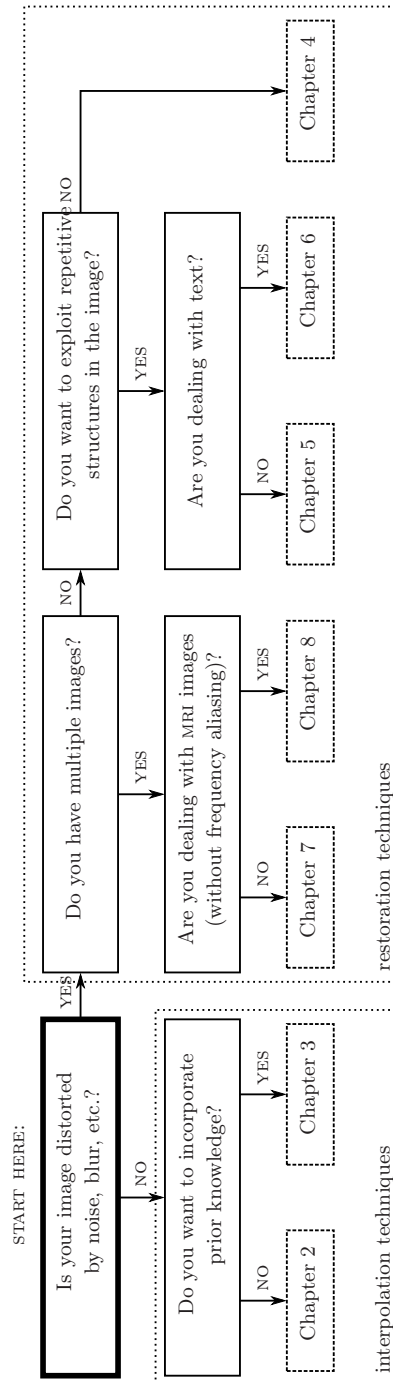 START HERE:
Is your image distorted
by noise, blur, etc.?
YES
NO
Do you have multiple images?
NO
YES
Do you want to exploit repetitive
structures in the image?
NO
YES
Do you want to incorporate
prior knowledge?
NO
YES
Are you dealing with MRI images
(without frequency aliasing)?
NO
YES
Are you dealing with text?
NO
YES
Chapter 2
Chapter 3
Chapter 7
Chapter 8
Chapter 5
Chapter 6
Chapter 4
interpolation techniques
restoration techniques